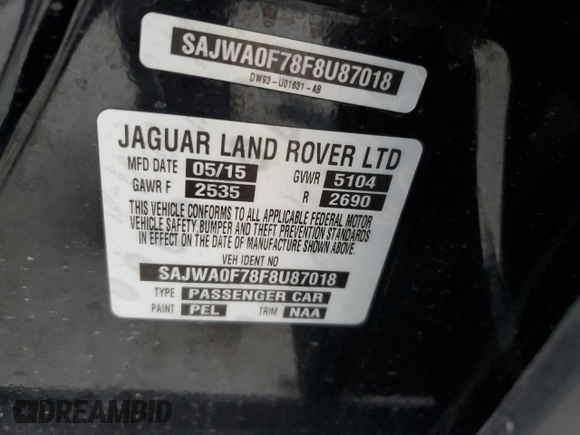 SAJWA0F78F8U87018
DW93-U01631-AB
JAGUAR LAND ROVER LTD
MFD DATE 05/15 GVWR 5104
GAWR F 2535 R 2690
THIS VEHICLE CONFORMS TO ALL APPLICABLE FEDERAL MOTOR
VEHICLE SAFETY BUMPER AND THEFT PREVENTION STANDARDS
IN EFFECT ON THE DATE OF MANUFACTURE SHOWN ABOVE.
VEH IDENT NO
SAJWA0F78F8U87018
TYPE PASSENGER CAR
PAINT PEL TRIM NAA
DREAMBID